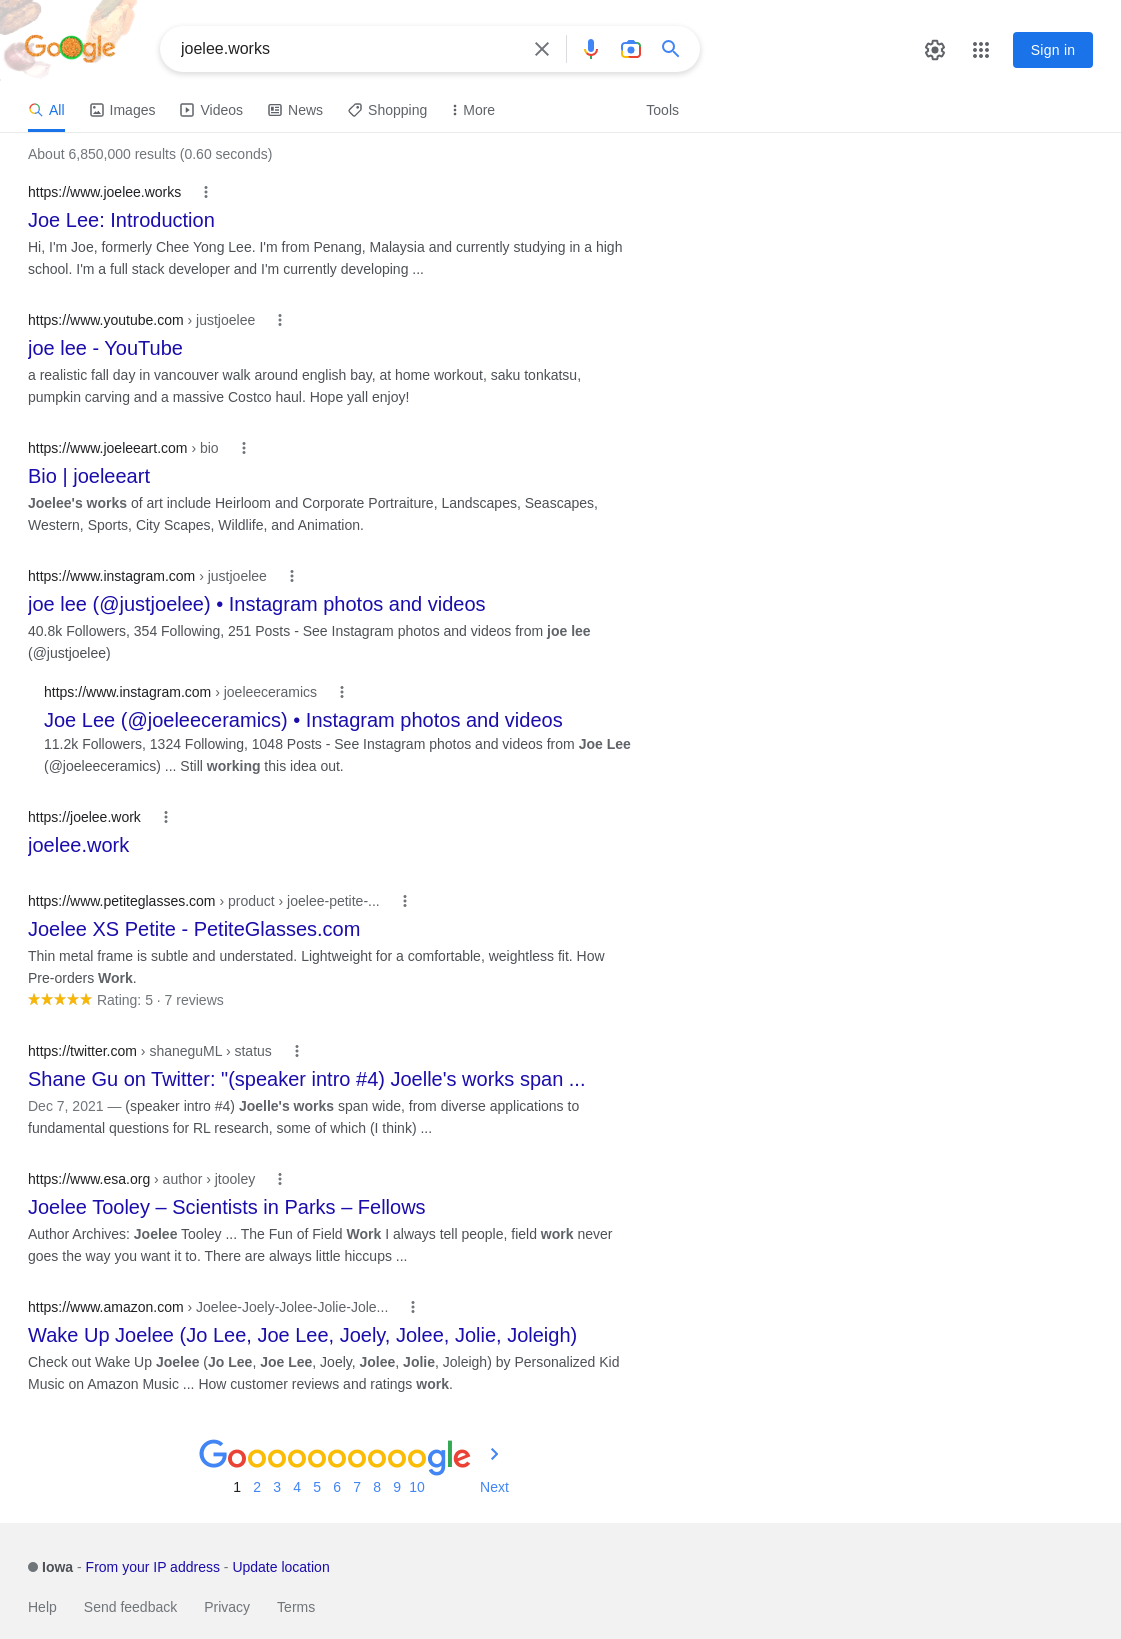 Google
joelee.works
Sign in
All Images Videos News Shopping More Tools
About 6,850,000 results (0.60 seconds)
https://www.joelee.works
Joe Lee: Introduction
Hi, I'm Joe, formerly Chee Yong Lee. I'm from Penang, Malaysia and currently studying in a high
school. I'm a full stack developer and I'm currently developing ...
https://www.youtube.com › justjoelee
joe lee - YouTube
a realistic fall day in vancouver walk around english bay, at home workout, saku tonkatsu,
pumpkin carving and a massive Costco haul. Hope yall enjoy!
https://www.joeleeart.com › bio
Bio | joeleeart
Joelee's works of art include Heirloom and Corporate Portraiture, Landscapes, Seascapes,
Western, Sports, City Scapes, Wildlife, and Animation.
https://www.instagram.com › justjoelee
joe lee (@justjoelee) • Instagram photos and videos
40.8k Followers, 354 Following, 251 Posts - See Instagram photos and videos from joe lee
(@justjoelee)
https://www.instagram.com › joeleeceramics
Joe Lee (@joeleeceramics) • Instagram photos and videos
11.2k Followers, 1324 Following, 1048 Posts - See Instagram photos and videos from Joe Lee
(@joeleeceramics) ... Still working this idea out.
https://joelee.work
joelee.work
https://www.petiteglasses.com › product › joelee-petite-...
Joelee XS Petite - PetiteGlasses.com
Thin metal frame is subtle and understated. Lightweight for a comfortable, weightless fit. How
Pre-orders Work.
Rating: 5 · 7 reviews
https://twitter.com › shaneguML › status
Shane Gu on Twitter: "(speaker intro #4) Joelle's works span ...
Dec 7, 2021 — (speaker intro #4) Joelle's works span wide, from diverse applications to
fundamental questions for RL research, some of which (I think) ...
https://www.esa.org › author › jtooley
Joelee Tooley – Scientists in Parks – Fellows
Author Archives: Joelee Tooley ... The Fun of Field Work I always tell people, field work never
goes the way you want it to. There are always little hiccups ...
https://www.amazon.com › Joelee-Joely-Jolee-Jolie-Jole...
Wake Up Joelee (Jo Lee, Joe Lee, Joely, Jolee, Jolie, Joleigh)
Check out Wake Up Joelee (Jo Lee, Joe Lee, Joely, Jolee, Jolie, Joleigh) by Personalized Kid
Music on Amazon Music ... How customer reviews and ratings work.
Goooooooooogle
1 2 3 4 5 6 7 8 9 10 Next
Iowa - From your IP address - Update location
Help Send feedback Privacy Terms